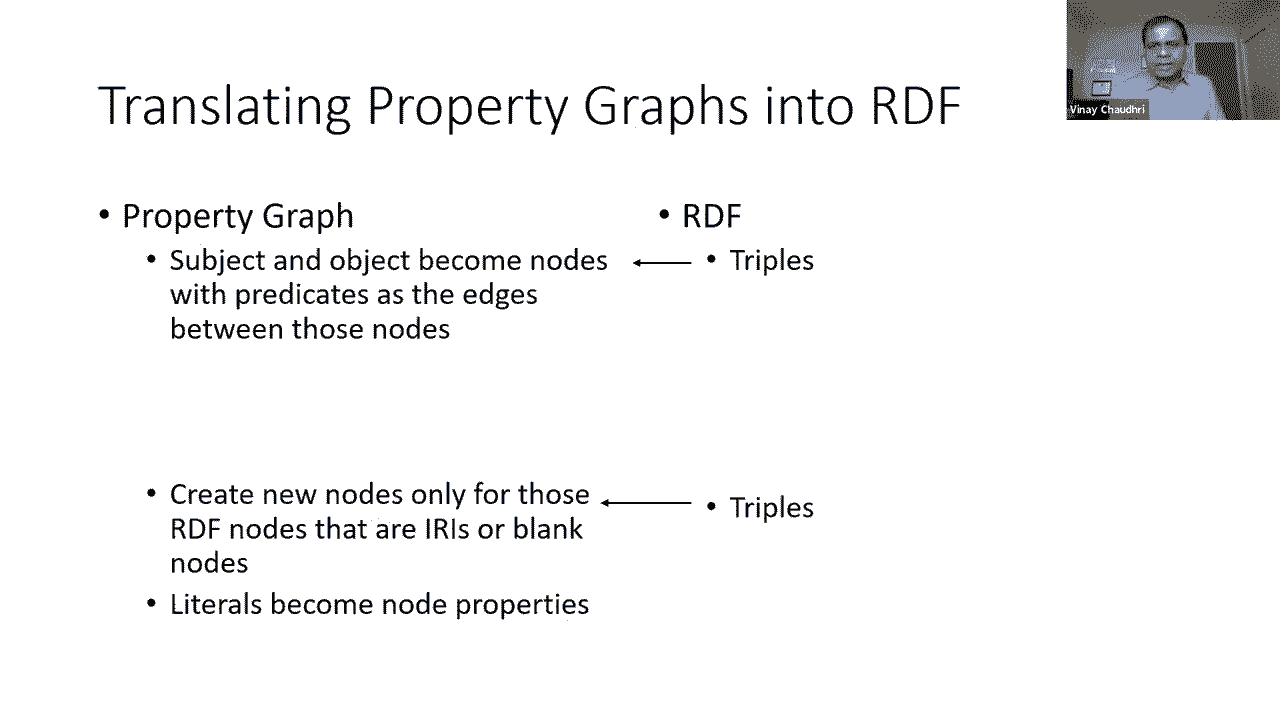 Vinay Chaudhri
Translating Property Graphs into RDF
• Property Graph
• Subject and object become nodes
with predicates as the edges
between those nodes
• Create new nodes only for those
RDF nodes that are IRIs or blank
nodes
• Literals become node properties
• RDF
• Triples
• Triples